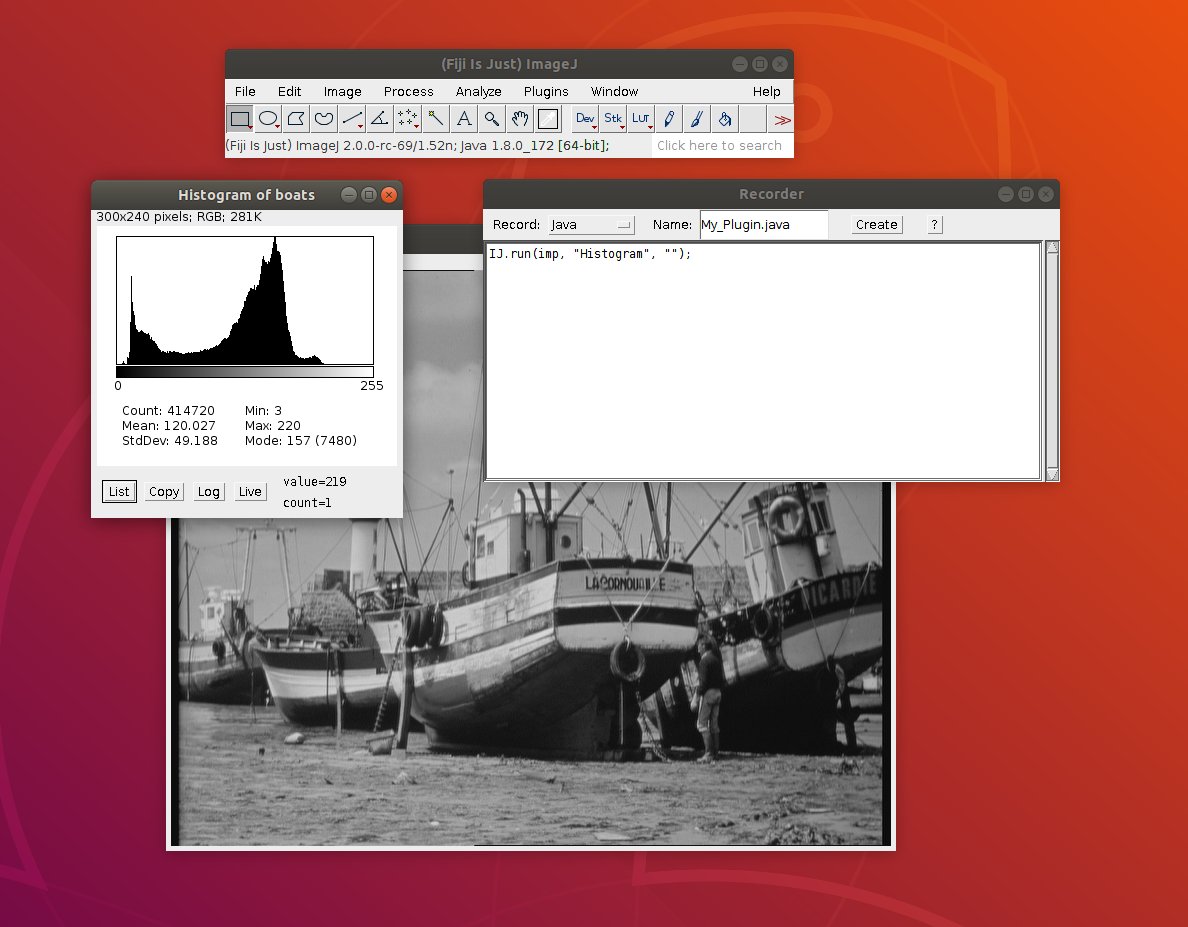 (Fiji Is Just) ImageJ
File Edit Image Process Analyze Plugins Window Help
Dev Stk LUT >>
(Fiji Is Just) ImageJ 2.0.0-rc-69/1.52n; Java 1.8.0_172 [64-bit]; Click here to search
Histogram of boats
300x240 pixels; RGB; 281K
0 255
Count: 414720 Min: 3
Mean: 120.027 Max: 220
StdDev: 49.188 Mode: 157 (7480)
List Copy Log Live
value=219
count=1
Recorder
Record: Java Name: My_Plugin.java Create ?
IJ.run(imp, "Histogram", "");
LACORNOUAILLE